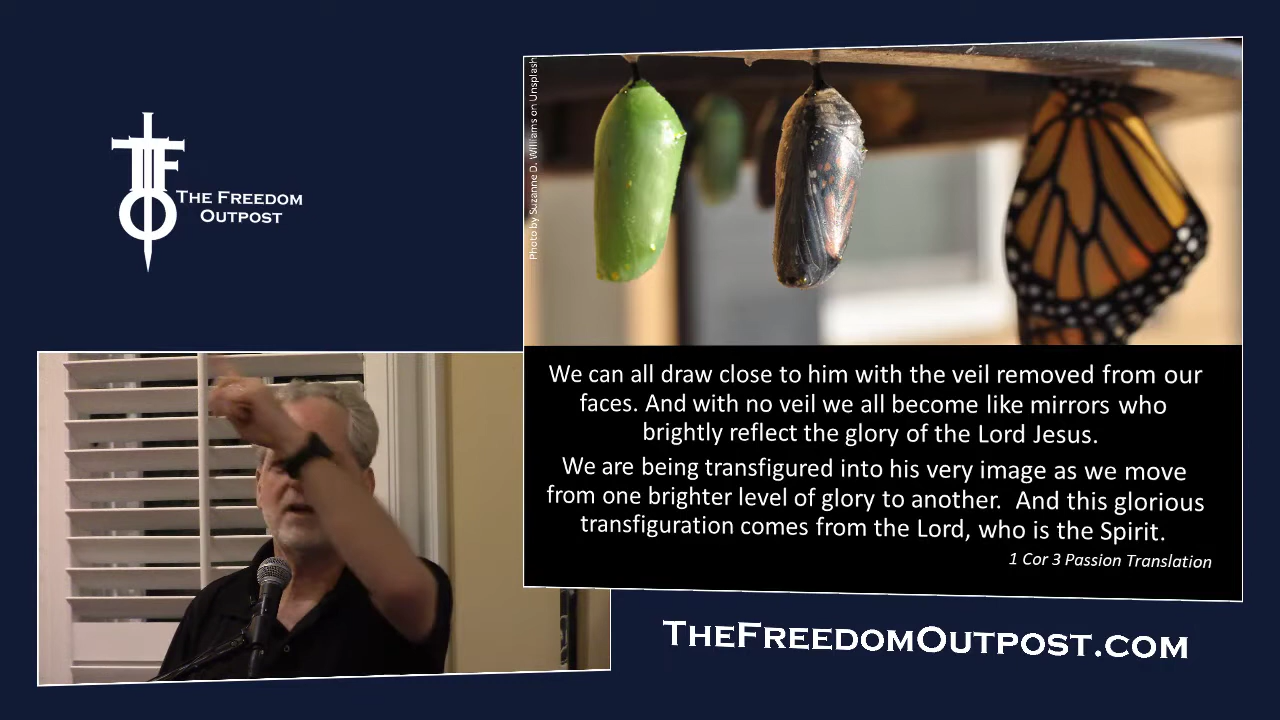 TF
THE FREEDOM
OUTPOST
Photo by Suzanne D. Williams on Unsplash
We can all draw close to him with the veil removed from our
faces. And with no veil we all become like mirrors who
brightly reflect the glory of the Lord Jesus.
We are being transfigured into his very image as we move
from one brighter level of glory to another.  And this glorious
transfiguration comes from the Lord, who is the Spirit.
1 Cor 3 Passion Translation
THEFREEDOMOUTPOST.COM